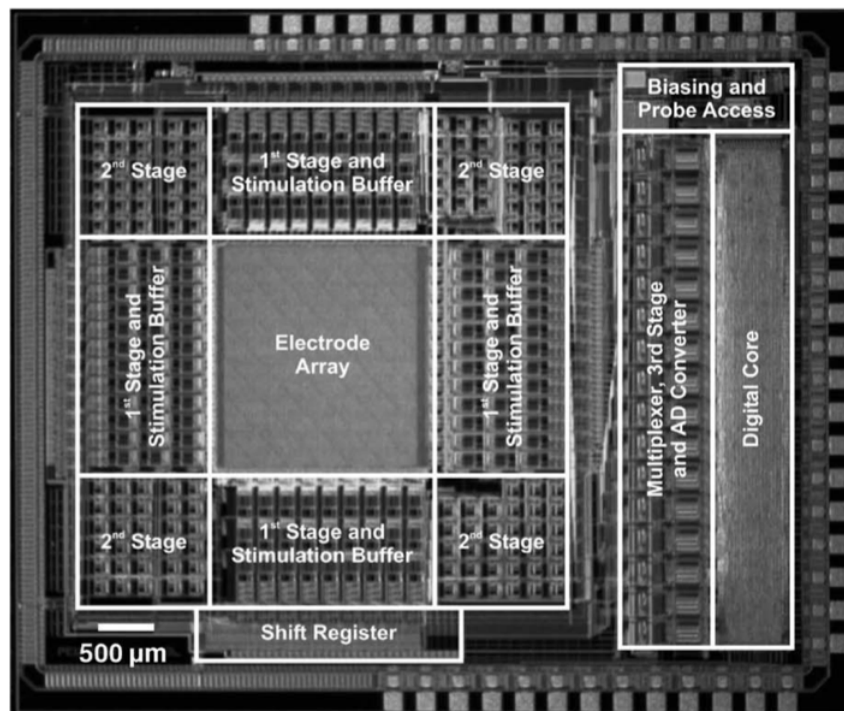 Biasing and
Probe Access
2nd Stage
1st Stage and
Stimulation Buffer
2nd Stage
1st Stage and
Stimulation Buffer
Electrode
Array
1st Stage and
Stimulation Buffer
Multiplexer, 3rd Stage
and AD Converter
Digital Core
2nd Stage
1st Stage and
Stimulation Buffer
2nd Stage
Shift Register
500 µm